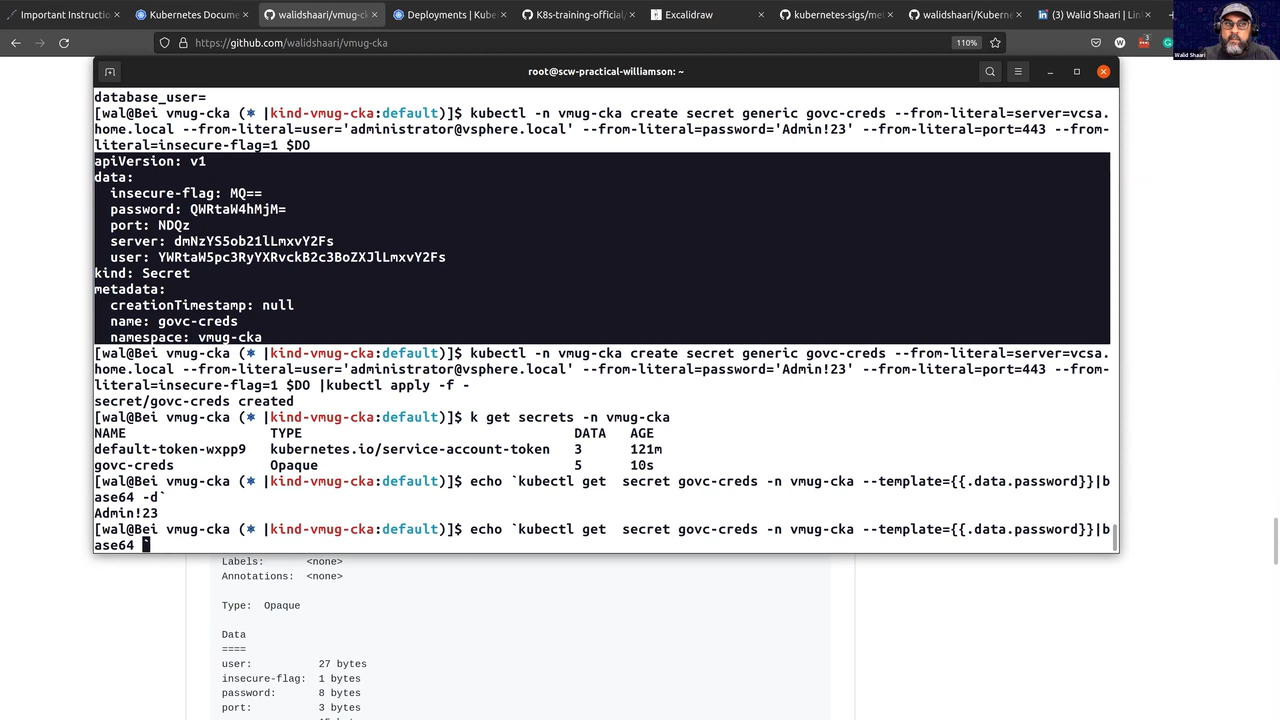 Important Instructio
Kubernetes Docume
walidshaari/vmug-ck
Deployments | Kube
K8s-training-official/
Excalidraw
kubernetes-sigs/me
walidshaari/Kubern
(3) Walid Shaari | Lin
https://github.com/walidshaari/vmug-cka
110%
Walid Shaari
root@scw-practical-williamson: ~
database_user=
[wal@Bei vmug-cka (⎈ |kind-vmug-cka:default)]$ kubectl -n vmug-cka create secret generic govc-creds --from-literal=server=vcsa.
home.local --from-literal=user='administrator@vsphere.local' --from-literal=password='Admin!23' --from-literal=port=443 --from-
literal=insecure-flag=1 $DO
apiVersion: v1
data:
insecure-flag: MQ==
password: QWRtaW4hMjM=
port: NDQz
server: dmNzYS5ob21lLmxvY2Fs
user: YWRtaW5pc3RyYXRvckB2c3BoZXJlLmxvY2Fs
kind: Secret
metadata:
creationTimestamp: null
name: govc-creds
namespace: vmug-cka
[wal@Bei vmug-cka (⎈ |kind-vmug-cka:default)]$ kubectl -n vmug-cka create secret generic govc-creds --from-literal=server=vcsa.
home.local --from-literal=user='administrator@vsphere.local' --from-literal=password='Admin!23' --from-literal=port=443 --from-
literal=insecure-flag=1 $DO |kubectl apply -f -
secret/govc-creds created
[wal@Bei vmug-cka (⎈ |kind-vmug-cka:default)]$ k get secrets -n vmug-cka
NAME TYPE DATA AGE
default-token-wxpp9 kubernetes.io/service-account-token 3 121m
govc-creds Opaque 5 10s
[wal@Bei vmug-cka (⎈ |kind-vmug-cka:default)]$ echo `kubectl get  secret govc-creds -n vmug-cka --template={{.data.password}}|b
ase64 -d`
Admin!23
[wal@Bei vmug-cka (⎈ |kind-vmug-cka:default)]$ echo `kubectl get  secret govc-creds -n vmug-cka --template={{.data.password}}|b
ase64 `
Labels: <none>
Annotations: <none>
Type: Opaque
Data
====
user: 27 bytes
insecure-flag: 1 bytes
password: 8 bytes
port: 3 bytes